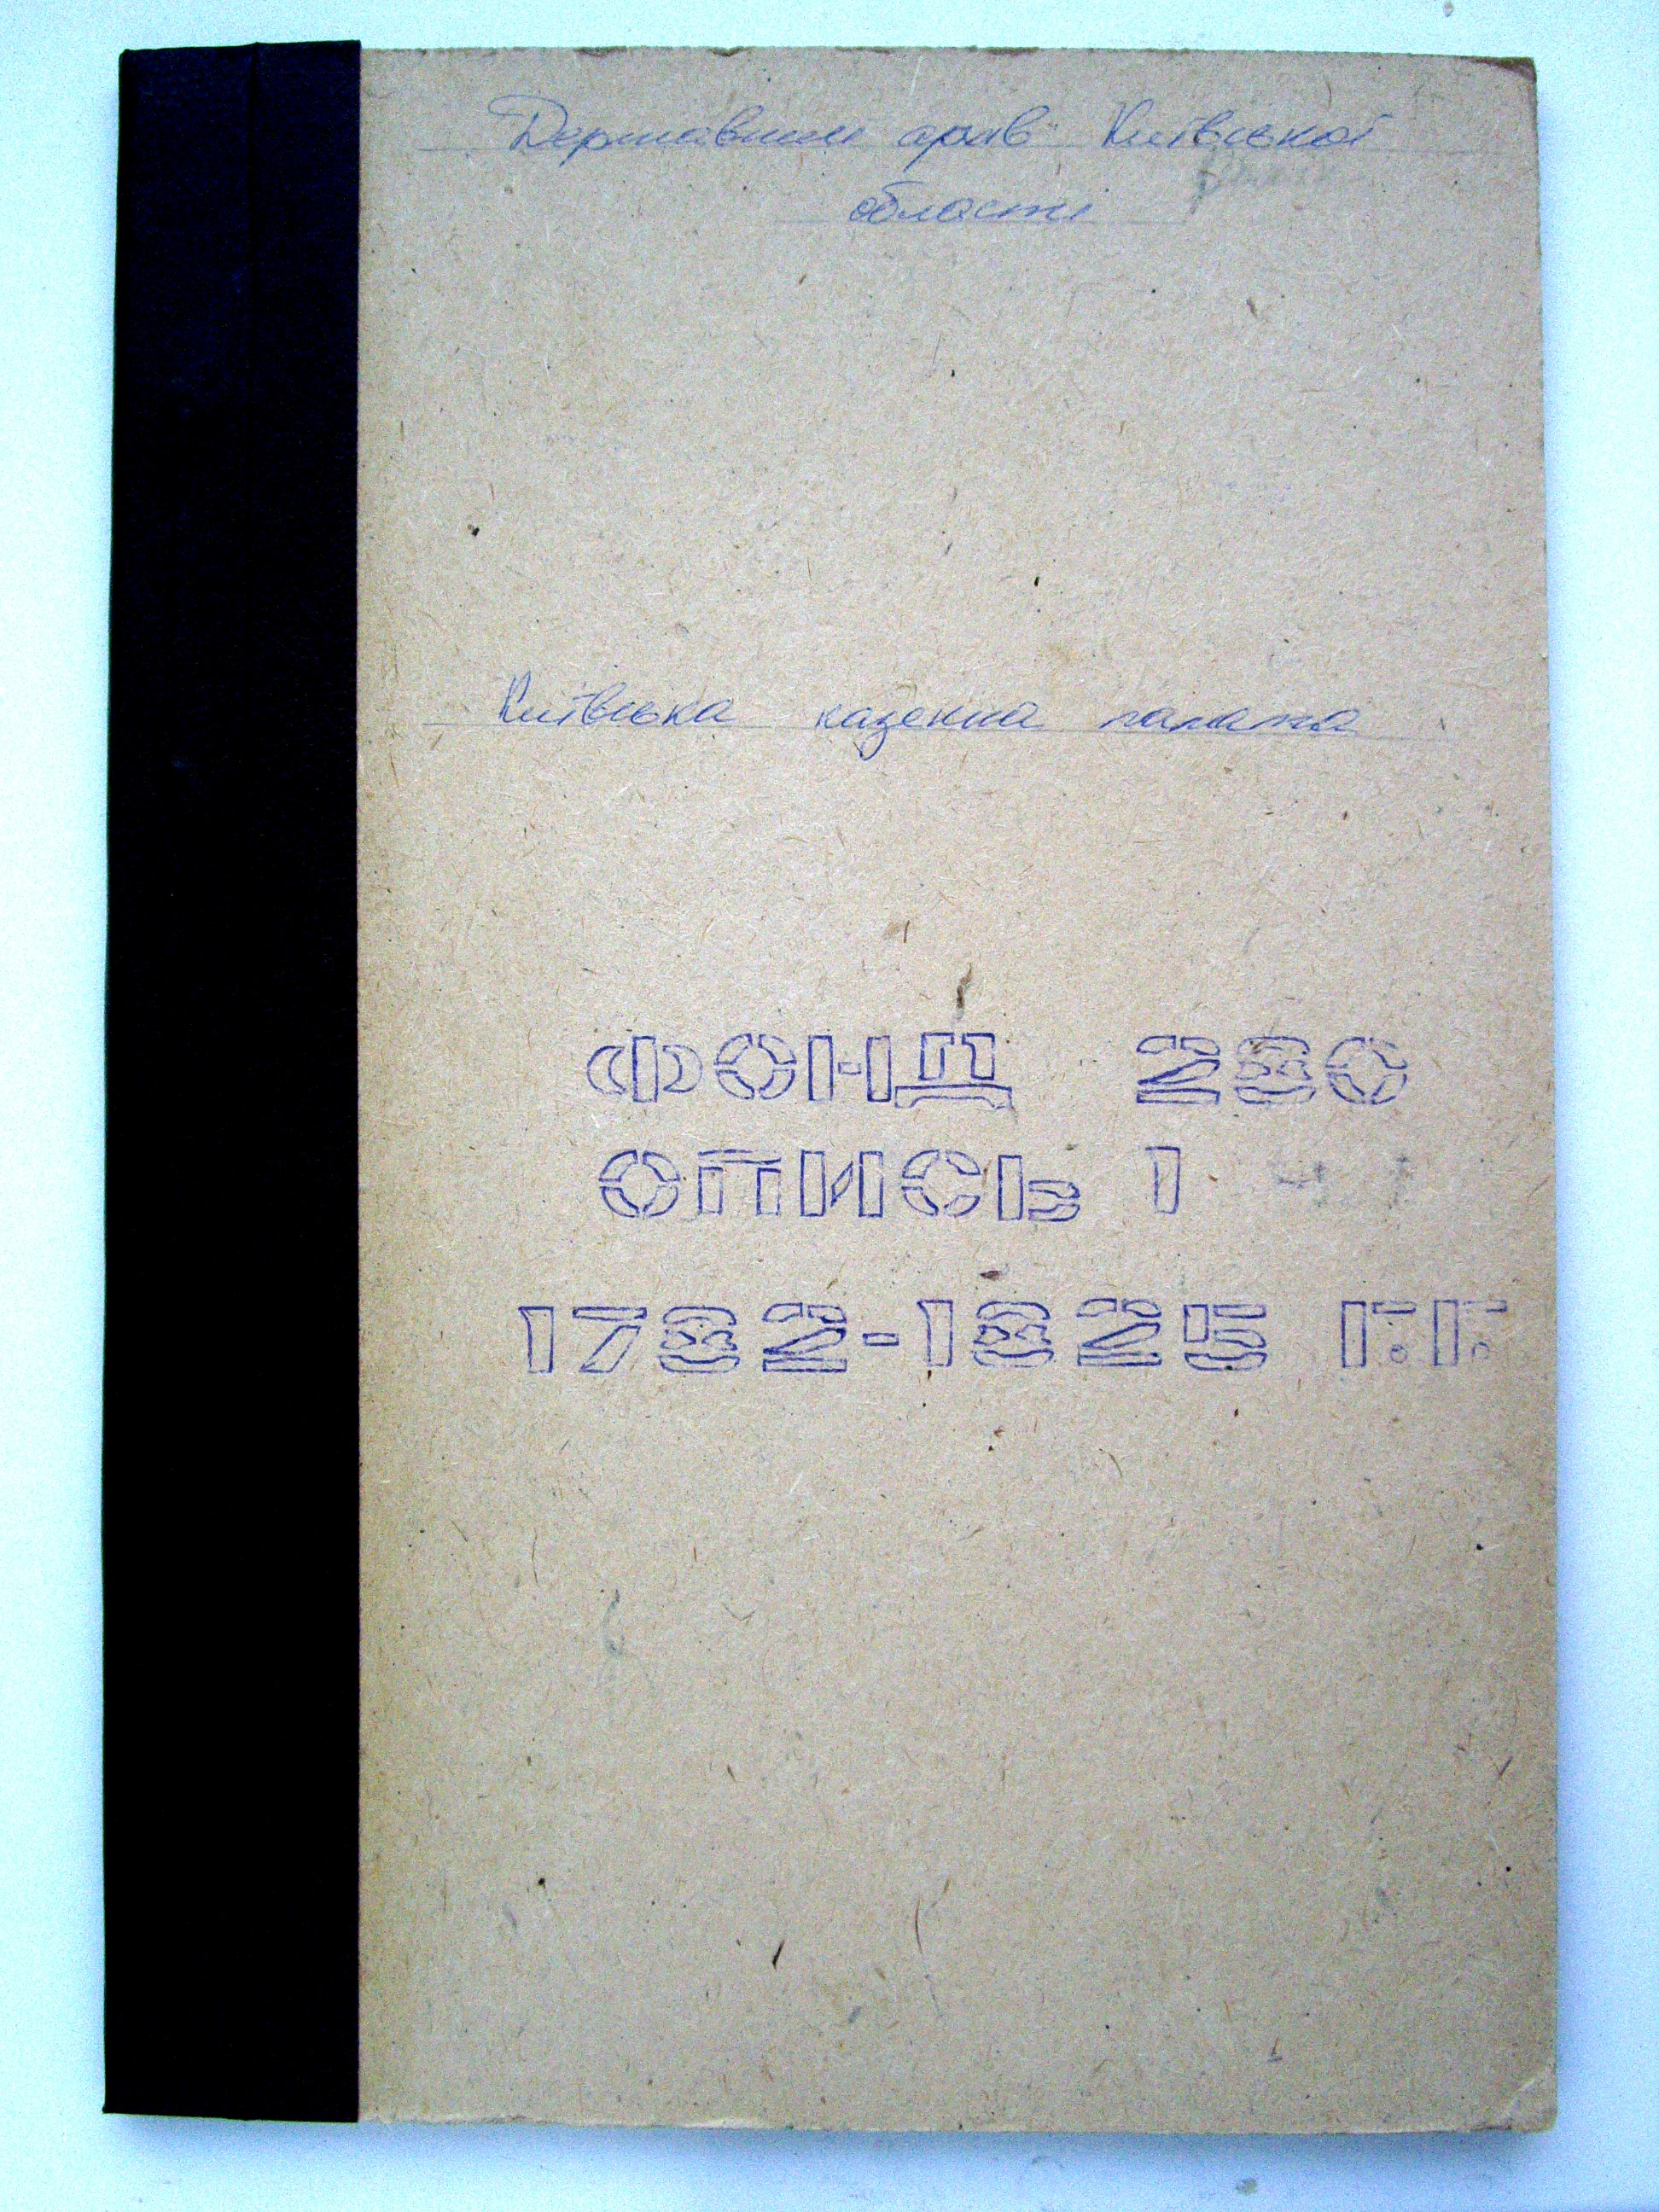 Державний архів Київської
області
Київська казенна палата
ФОНД 280
ОПИСЬ 1
1782-1825 Г.Г.